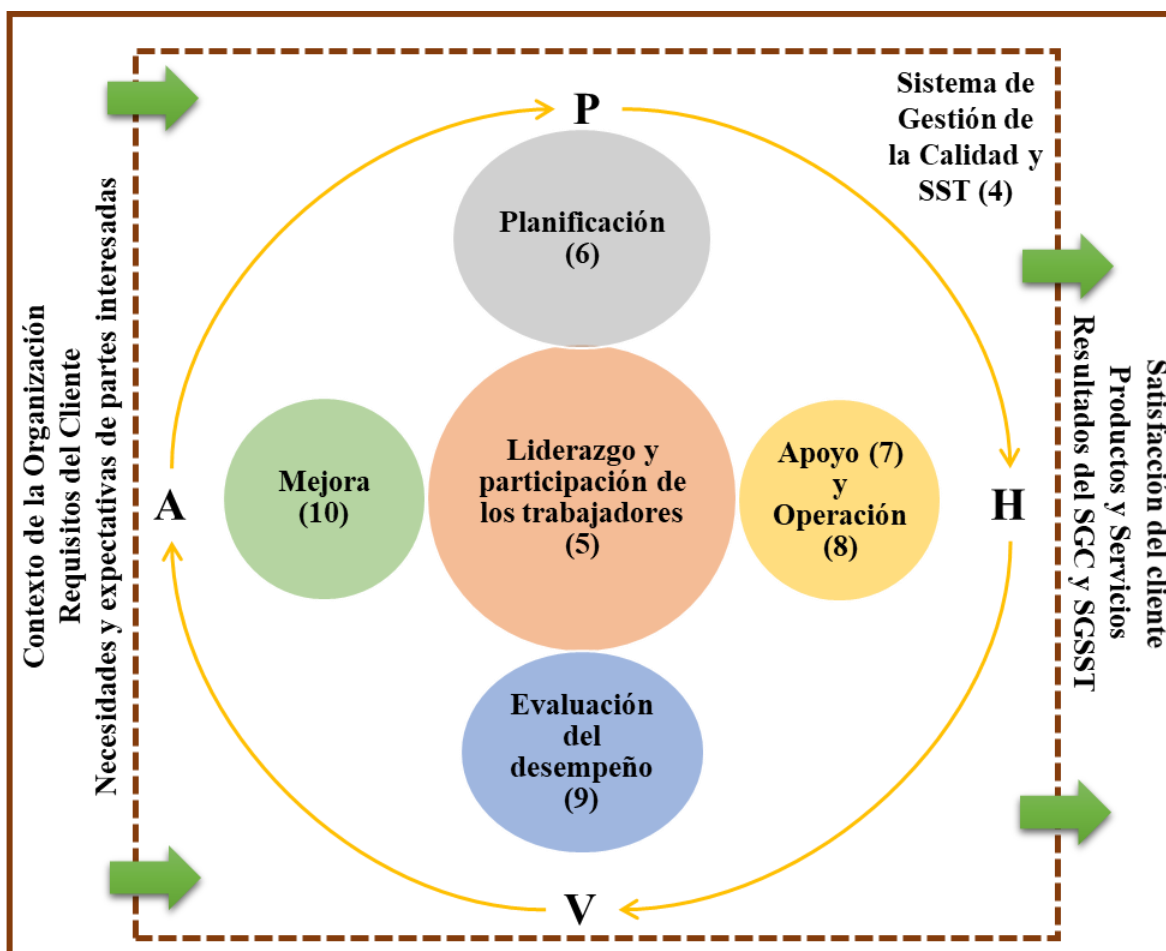 Contexto de la Organización
Requisitos del Cliente
Necesidades y expectativas de partes interesadas
P
Sistema de
Gestión de
la Calidad y
SST (4)
Planificación
(6)
A
Mejora
(10)
Liderazgo y
participación de
los trabajadores
(5)
Apoyo (7)
y
Operación
(8)
H
Evaluación
del
desempeño
(9)
V
Satisfacción del cliente
Productos y Servicios
Resultados del SGC y SGSST